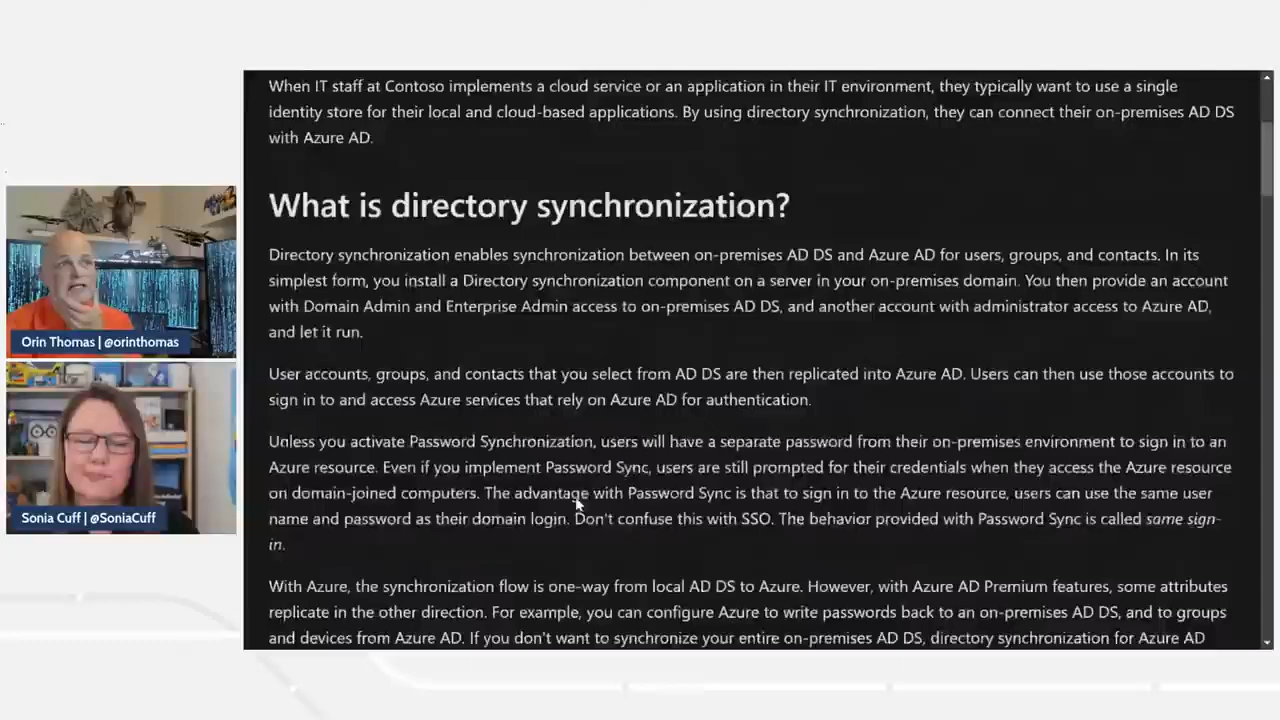 When IT staff at Contoso implements a cloud service or an application in their IT environment, they typically want to use a single
identity store for their local and cloud-based applications. By using directory synchronization, they can connect their on-premises AD DS
with Azure AD.
What is directory synchronization?
Directory synchronization enables synchronization between on-premises AD DS and Azure AD for users, groups, and contacts. In its
simplest form, you install a Directory synchronization component on a server in your on-premises domain. You then provide an account
with Domain Admin and Enterprise Admin access to on-premises AD DS, and another account with administrator access to Azure AD,
and let it run.
User accounts, groups, and contacts that you select from AD DS are then replicated into Azure AD. Users can then use those accounts to
sign in to and access Azure services that rely on Azure AD for authentication.
Unless you activate Password Synchronization, users will have a separate password from their on-premises environment to sign in to an
Azure resource. Even if you implement Password Sync, users are still prompted for their credentials when they access the Azure resource
on domain-joined computers. The advantage with Password Sync is that to sign in to the Azure resource, users can use the same user
name and password as their domain login. Don't confuse this with SSO. The behavior provided with Password Sync is called same sign-
in.
With Azure, the synchronization flow is one-way from local AD DS to Azure. However, with Azure AD Premium features, some attributes
replicate in the other direction. For example, you can configure Azure to write passwords back to an on-premises AD DS, and to groups
and devices from Azure AD. If you don't want to synchronize your entire on-premises AD DS, directory synchronization for Azure AD
Orin Thomas | @orinthomas
Sonia Cuff | @SoniaCuff